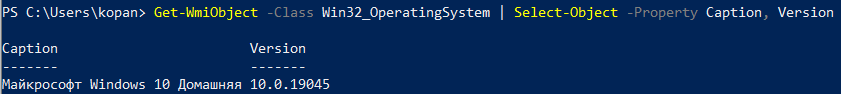 PS C:\Users\kopan> Get-WmiObject -Class Win32_OperatingSystem | Select-Object -Property Caption, Version
Caption Version
------- -------
Майкрософт Windows 10 Домашняя 10.0.19045